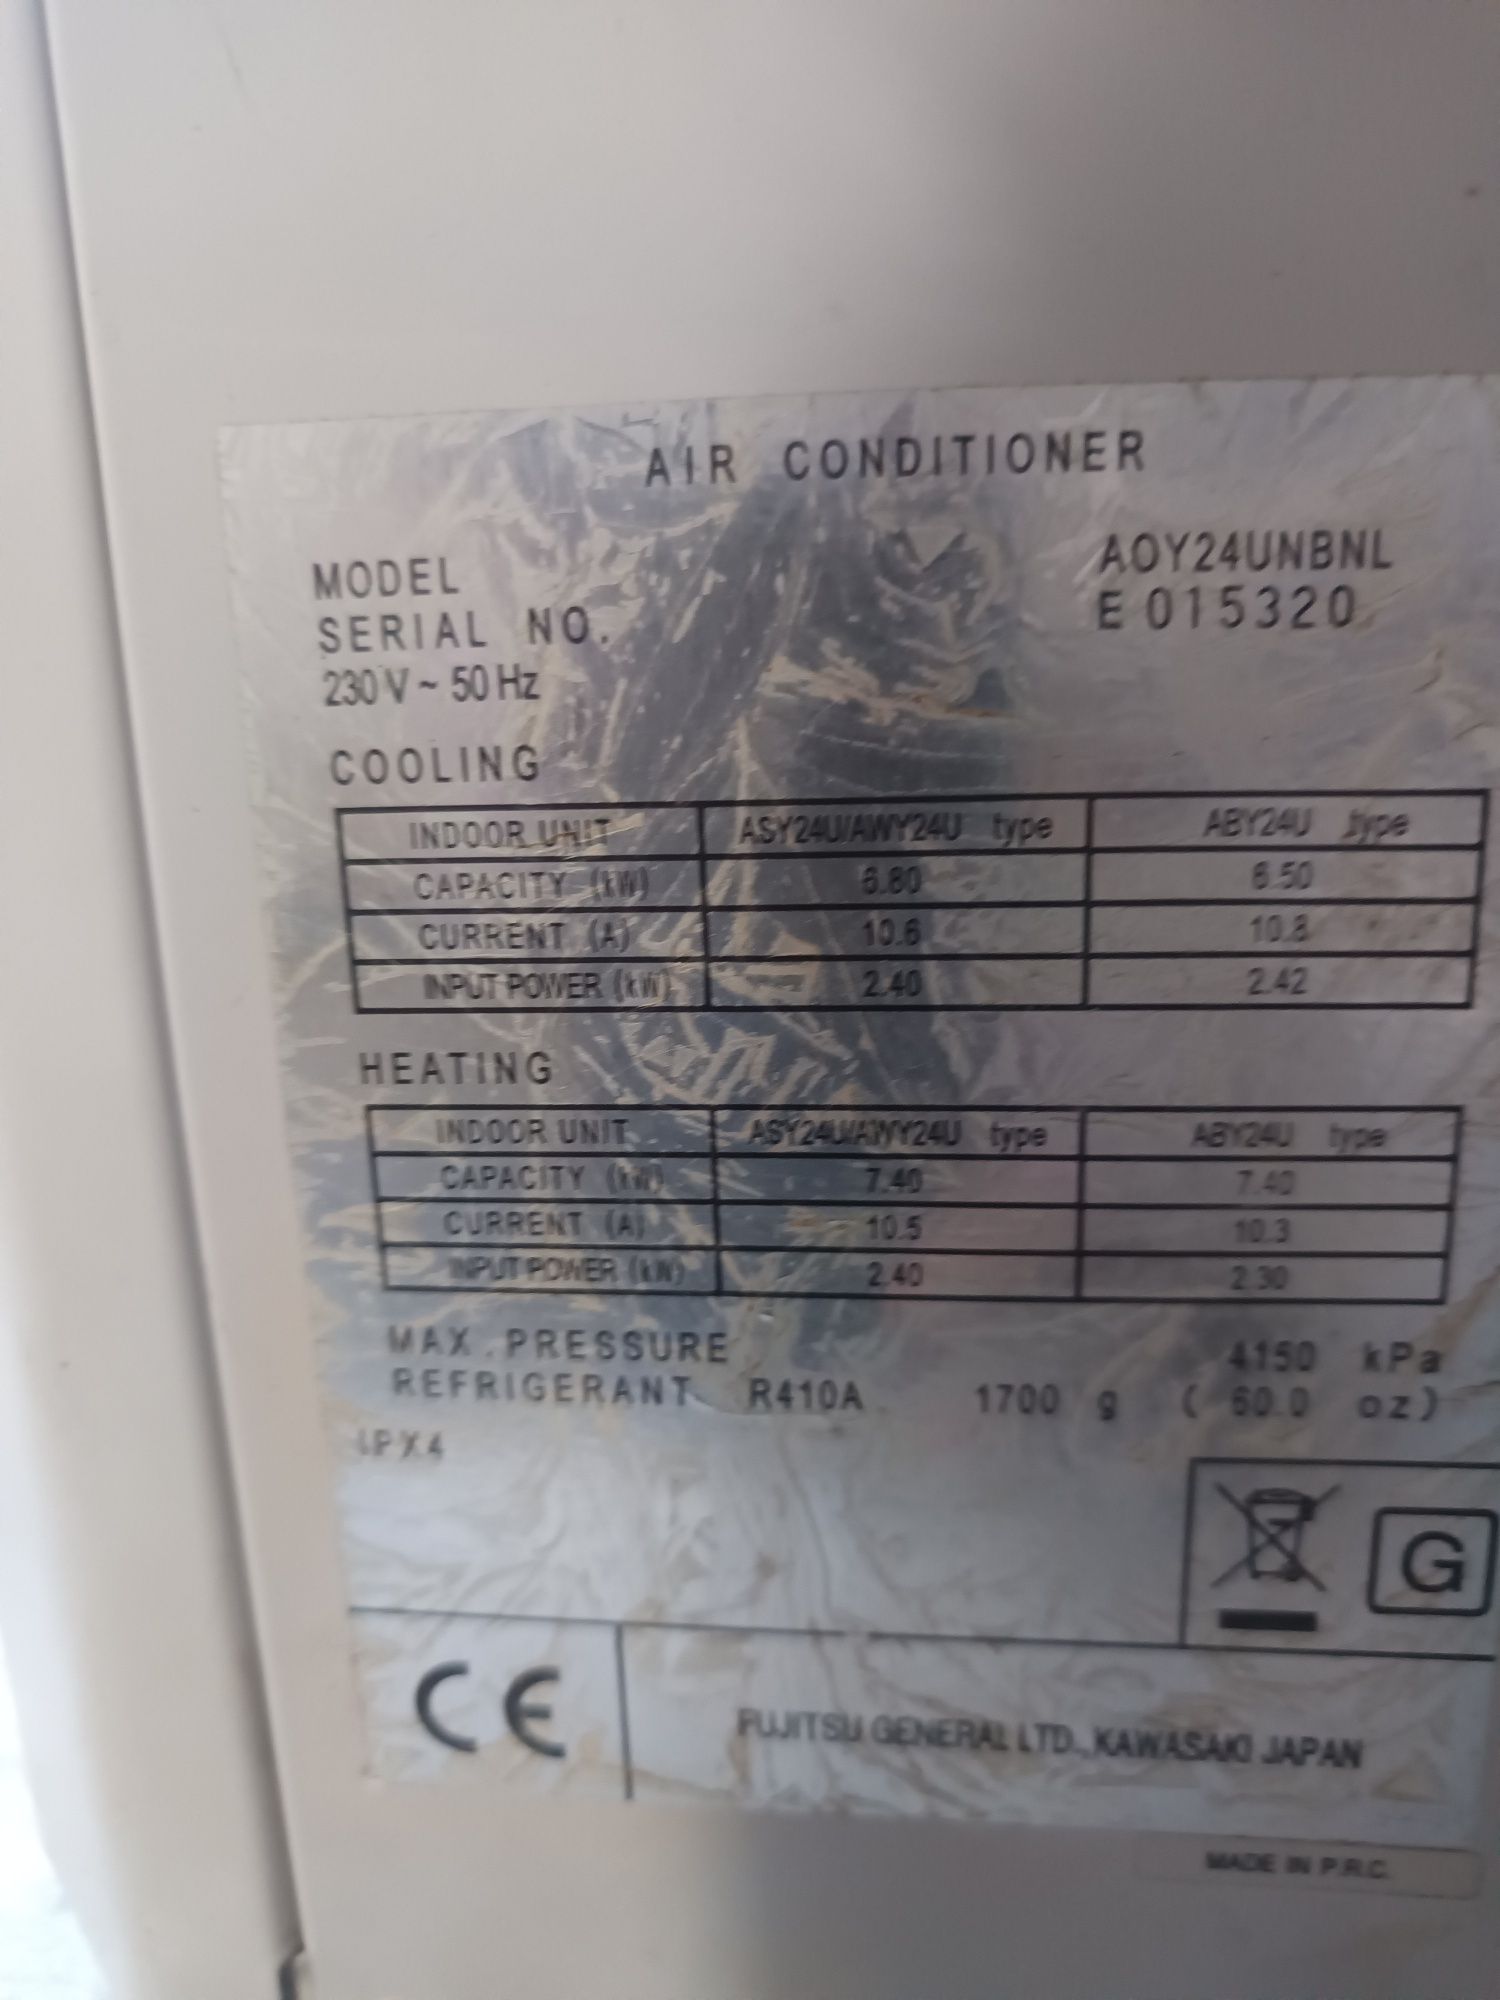 AIR CONDITIONER
MODEL AOY24UNBNL
SERIAL NO. E 015320
230 V ~ 50 Hz
COOLING
INDOOR UNIT ASY24U/AWY24U type ABY24U type
CAPACITY (kW) 6.80 6.50
CURRENT (A) 10.6 10.8
INPUT POWER (kW) 2.40 2.42
HEATING
INDOOR UNIT ASY24U/AWY24U type ABY24U type
CAPACITY (kW) 7.40 7.40
CURRENT (A) 10.5 10.3
INPUT POWER (kW) 2.40 2.30
MAX. PRESSURE 4150 kPa
REFRIGERANT R410A 1700 g ( 60.0 oz)
IPX4
G
CE
FUJITSU GENERAL LTD., KAWASAKI JAPAN
MADE IN P.R.C.